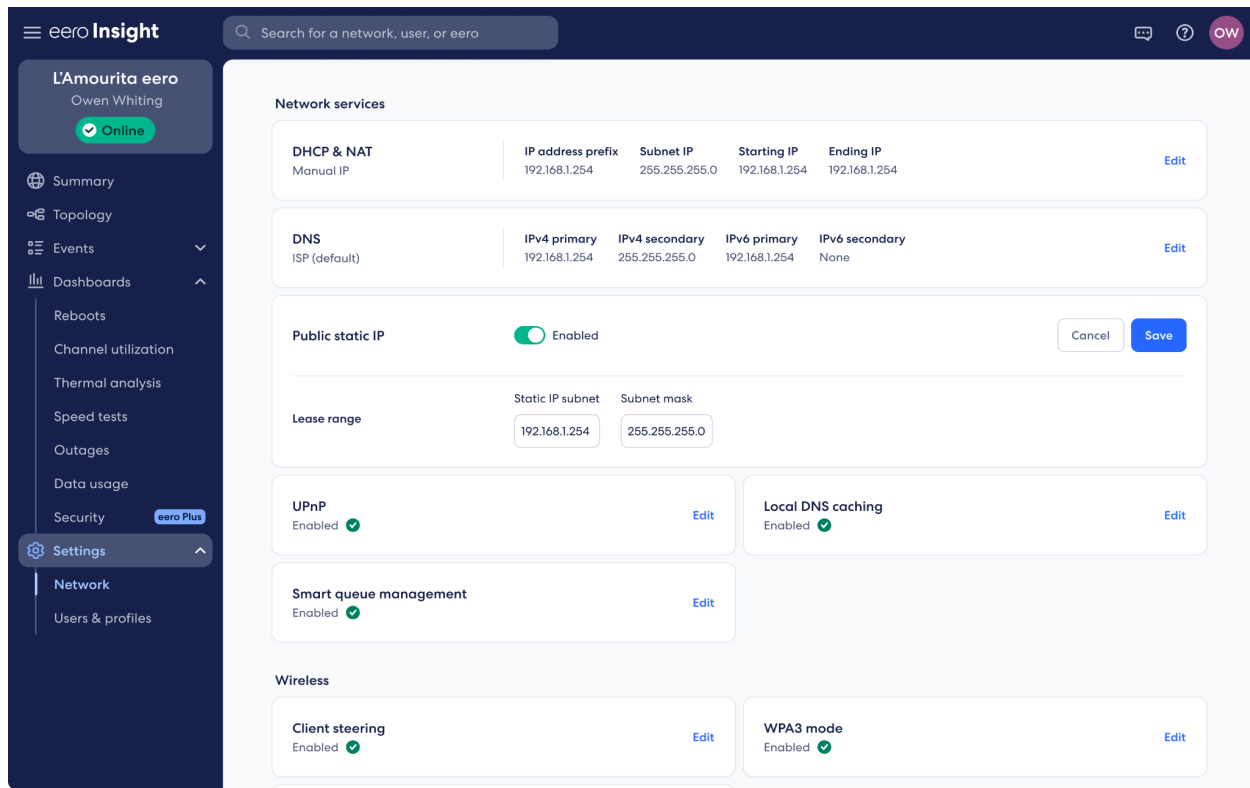 eero Insight
Search for a network, user, or eero
OW
L'Amourita eero
Owen Whiting
Online
Summary
Topology
Events
Dashboards
Reboots
Channel utilization
Thermal analysis
Speed tests
Outages
Data usage
Security eero Plus
Settings
Network
Users & profiles
Network services
DHCP & NAT
Manual IP
IP address prefix Subnet IP Starting IP Ending IP
192.168.1.254 255.255.255.0 192.168.1.254 192.168.1.254
Edit
DNS
ISP (default)
IPv4 primary IPv4 secondary IPv6 primary IPv6 secondary
192.168.1.254 255.255.255.0 192.168.1.254 None
Edit
Public static IP Enabled Cancel Save
Static IP subnet Subnet mask
Lease range 192.168.1.254 255.255.255.0
UPnP
Enabled
Edit
Local DNS caching
Enabled
Edit
Smart queue management
Enabled
Edit
Wireless
Client steering
Enabled
Edit
WPA3 mode
Enabled
Edit